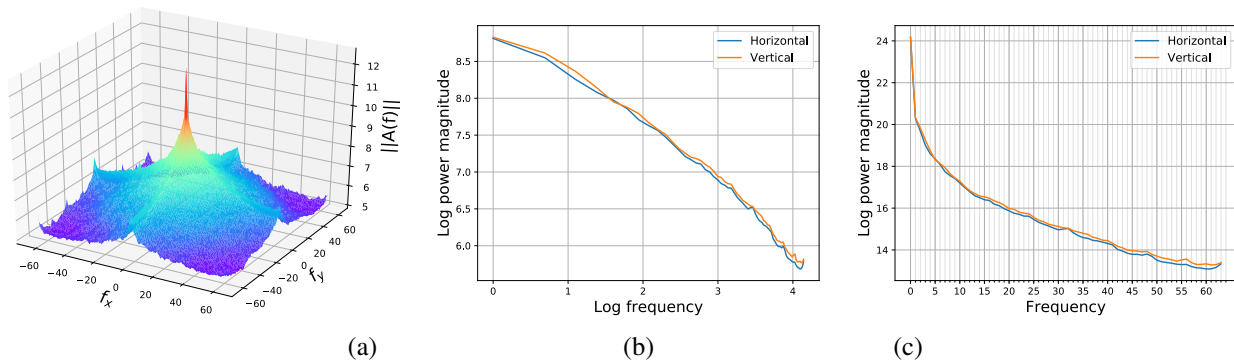 12
11
10
9
8
7
6
5
||A(f)||
−60
−40
−20
0
20
40
60
f_x
−60
−40
−20
0
20
40
60
f_y
(a)
Horizontal
Vertical
8.5
8.0
7.5
7.0
6.5
6.0
Log power magnitude
0 1 2 3 4
Log frequency
(b)
Horizontal
Vertical
24
22
20
18
16
14
Log power magnitude
0 5 10 15 20 25 30 35 40 45 50 55 60
Frequency
(c)